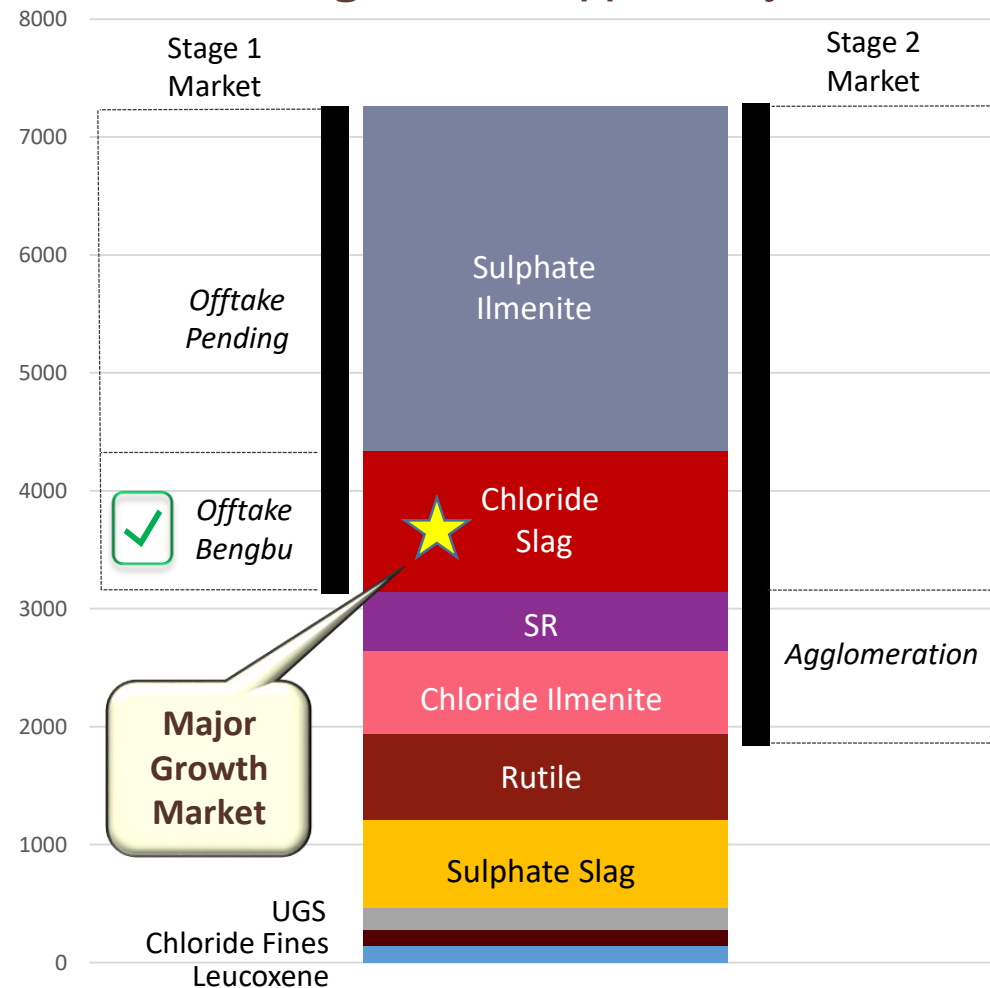 8000
Stage 1
Market
Stage 2
Market
7000
6000
Sulphate
Ilmenite
Offtake
Pending
5000
4000
Offtake
Bengbu
Chloride
Slag
3000
SR
Agglomeration
Chloride Ilmenite
2000
Major
Growth
Market
Rutile
1000
Sulphate Slag
UGS
Chloride Fines
Leucoxene
0